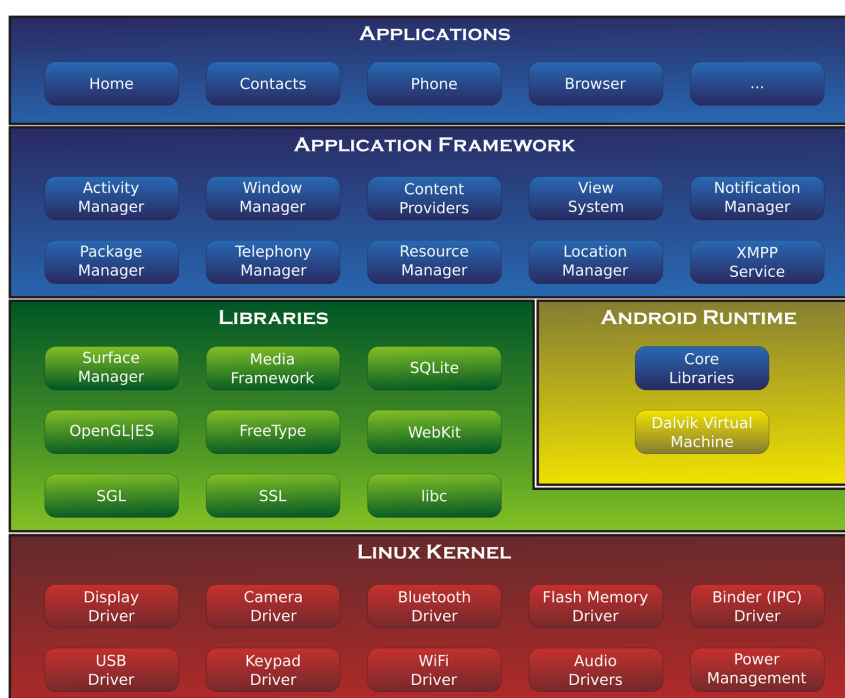 APPLICATIONS
Home
Contacts
Phone
Browser
...
APPLICATION FRAMEWORK
Activity
Manager
Window
Manager
Content
Providers
View
System
Notification
Manager
Package
Manager
Telephony
Manager
Resource
Manager
Location
Manager
XMPP
Service
LIBRARIES
Surface
Manager
Media
Framework
SQLite
OpenGL|ES
FreeType
WebKit
SGL
SSL
libc
ANDROID RUNTIME
Core
Libraries
Dalvik Virtual
Machine
LINUX KERNEL
Display
Driver
Camera
Driver
Bluetooth
Driver
Flash Memory
Driver
Binder (IPC)
Driver
USB
Driver
Keypad
Driver
WiFi
Driver
Audio
Drivers
Power
Management